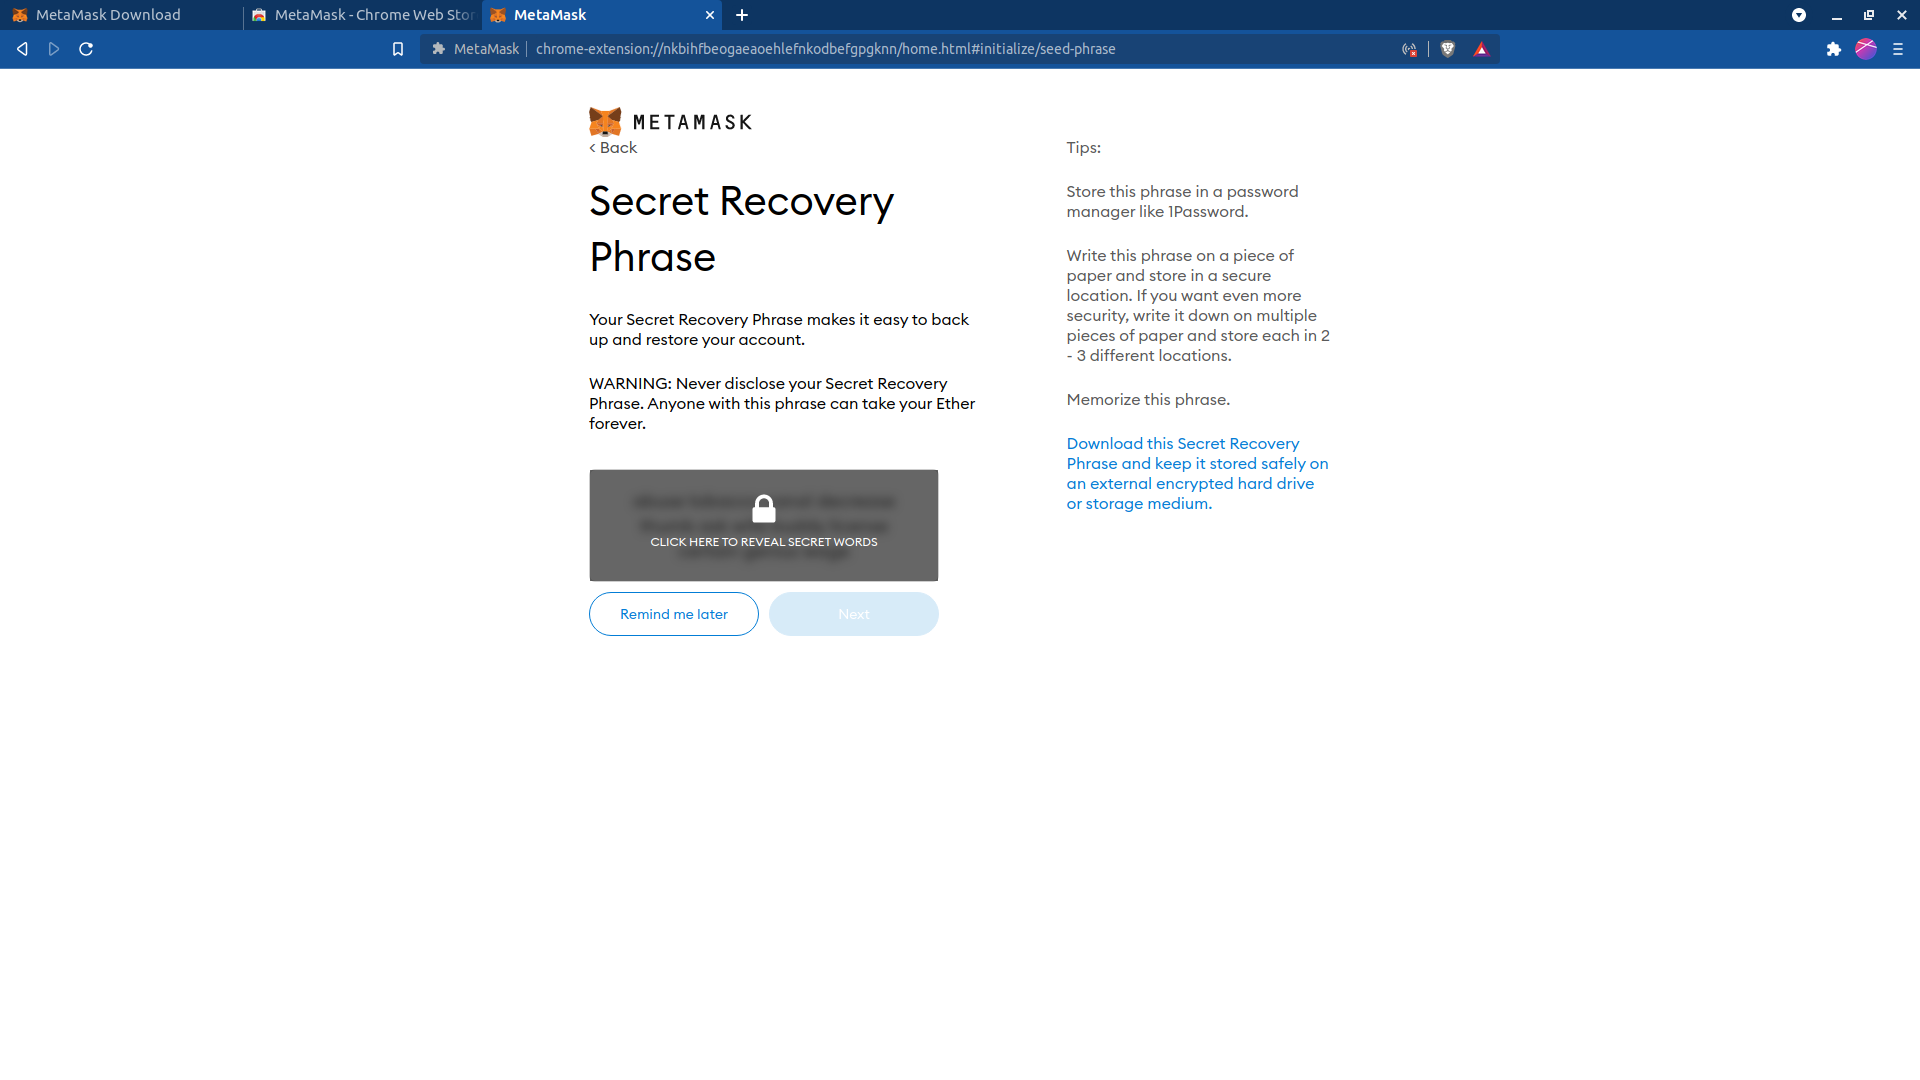 MetaMask Download
MetaMask - Chrome Web Stor
MetaMask
MetaMask
chrome-extension://nkbihfbeogaeaoehlefnkodbefgpgknn/home.html#initialize/seed-phrase
METAMASK
< Back
Secret Recovery
Phrase
Your Secret Recovery Phrase makes it easy to back
up and restore your account.
WARNING: Never disclose your Secret Recovery
Phrase. Anyone with this phrase can take your Ether
forever.
CLICK HERE TO REVEAL SECRET WORDS
Remind me later
Next
Tips:
Store this phrase in a password
manager like 1Password.
Write this phrase on a piece of
paper and store in a secure
location. If you want even more
security, write it down on multiple
pieces of paper and store each in 2
- 3 different locations.
Memorize this phrase.
Download this Secret Recovery
Phrase and keep it stored safely on
an external encrypted hard drive
or storage medium.